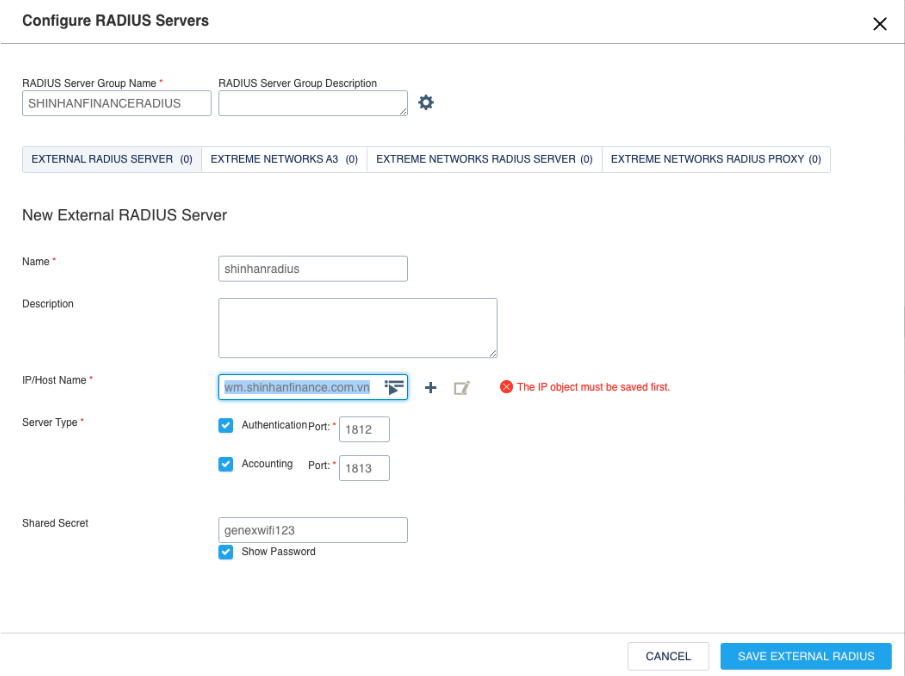 Configure RADIUS Servers
RADIUS Server Group Name *
RADIUS Server Group Description
SHINHANFINANCERADIUS
EXTERNAL RADIUS SERVER (0)
EXTREME NETWORKS A3 (0)
EXTREME NETWORKS RADIUS SERVER (0)
EXTREME NETWORKS RADIUS PROXY (0)
New External RADIUS Server
Name *
shinhanradius
Description
IP/Host Name *
wm.shinhanfinance.com.vn
The IP object must be saved first.
Server Type *
Authentication Port: * 1812
Accounting Port: * 1813
Shared Secret
genexwifi123
Show Password
CANCEL
SAVE EXTERNAL RADIUS